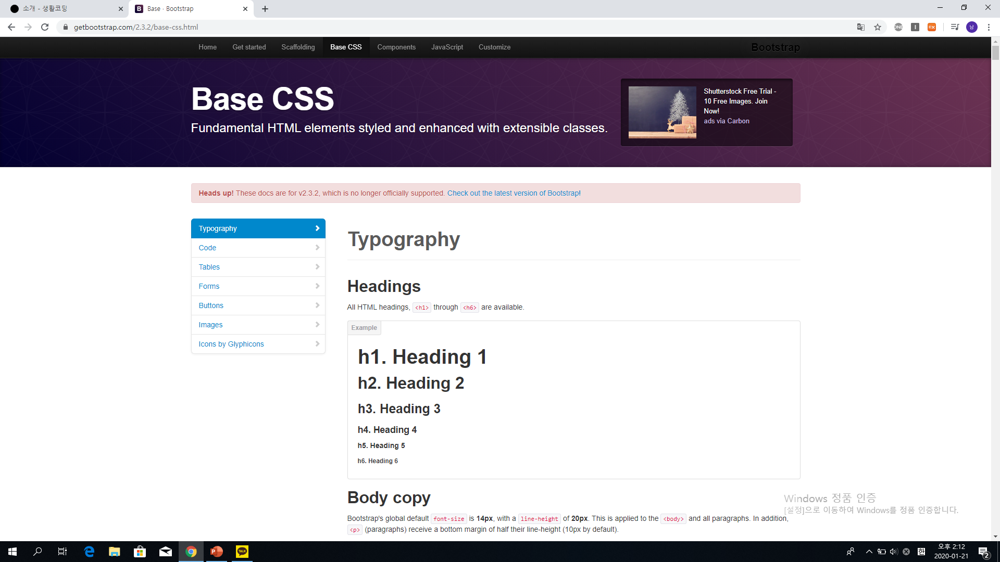 소개 - 생활코딩
B Base · Bootstrap
getbootstrap.com/2.3.2/base-css.html
ONE
I
남
Home Get started Scaffolding Base CSS Components JavaScript Customize Bootstrap
Base CSS
Fundamental HTML elements styled and enhanced with extensible classes.
Shutterstock Free Trial -
10 Free Images. Join
Now!
ads via Carbon
Heads up! These docs are for v2.3.2, which is no longer officially supported. Check out the latest version of Bootstrap!
Typography
Code
Tables
Forms
Buttons
Images
Icons by Glyphicons
Typography
Headings
All HTML headings, <h1> through <h6> are available.
Example
h1. Heading 1
h2. Heading 2
h3. Heading 3
h4. Heading 4
h5. Heading 5
h6. Heading 6
Body copy
Bootstrap's global default font-size is 14px, with a line-height of 20px. This is applied to the <body> and all paragraphs. In addition,
<p> (paragraphs) receive a bottom margin of half their line-height (10px by default).
Windows 정품 인증
[설정]으로 이동하여 Windows를 정품 인증합니다.
P
TALK
한
오후 2:12
2020-01-21
2